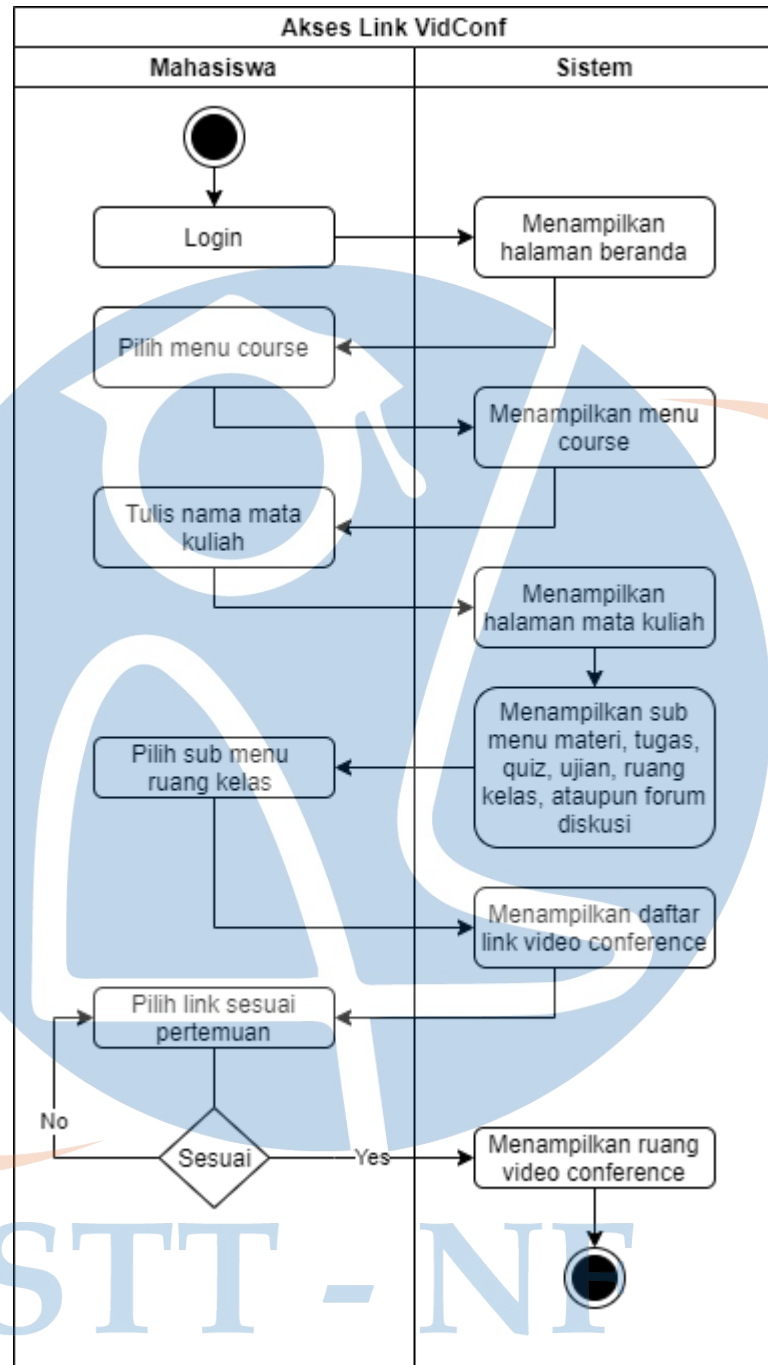 Akses Link VidConf
Mahasiswa
Sistem
Login
Menampilkan
halaman beranda
Pilih menu course
Menampilkan menu
course
Tulis nama mata
kuliah
Menampilkan
halaman mata kuliah
Menampilkan sub
menu materi, tugas,
quiz, ujian, ruang
kelas, ataupun forum
diskusi
Pilih sub menu
ruang kelas
Menampilkan daftar
link video conference
Pilih link sesuai
pertemuan
No
Sesuai
Yes
Menampilkan ruang
video conference
STT - NF